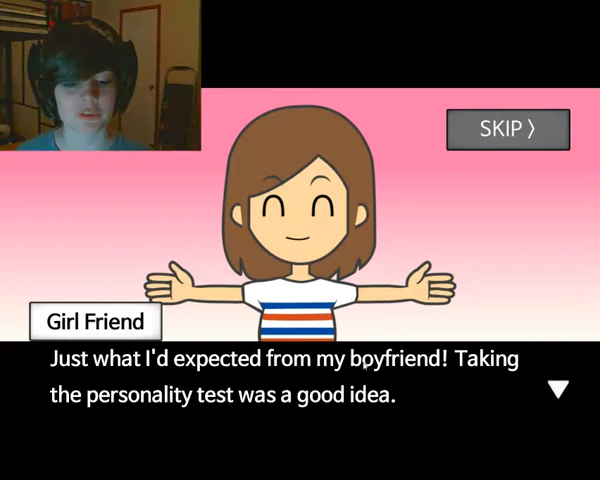 SKIP〉
Girl Friend
Just what I'd expected from my boyfriend! Taking
the personality test was a good idea.